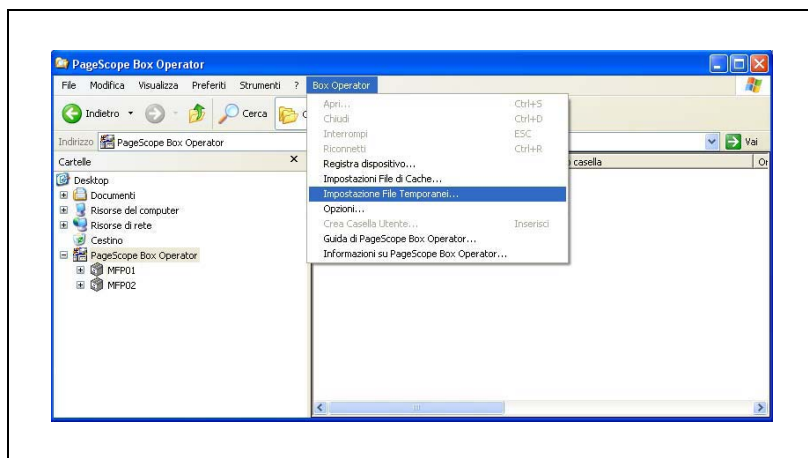 PageScope Box Operator
File Modifica Visualizza Preferiti Strumenti ? Box Operator
Indietro Cerca
Indirizzo PageScope Box Operator Vai
Cartelle
casella
Desktop
Documenti
Risorse del computer
Risorse di rete
Cestino
PageScope Box Operator
MFP01
MFP02
Apri... Ctrl+S
Chiudi Ctrl+D
Interrompi ESC
Riconnetti Ctrl+R
Registra dispositivo...
Impostazioni File di Cache...
Impostazione File Temporanei...
Opzioni...
Crea Casella Utente... Inserisci
Guida di PageScope Box Operator...
Informazioni su PageScope Box Operator...